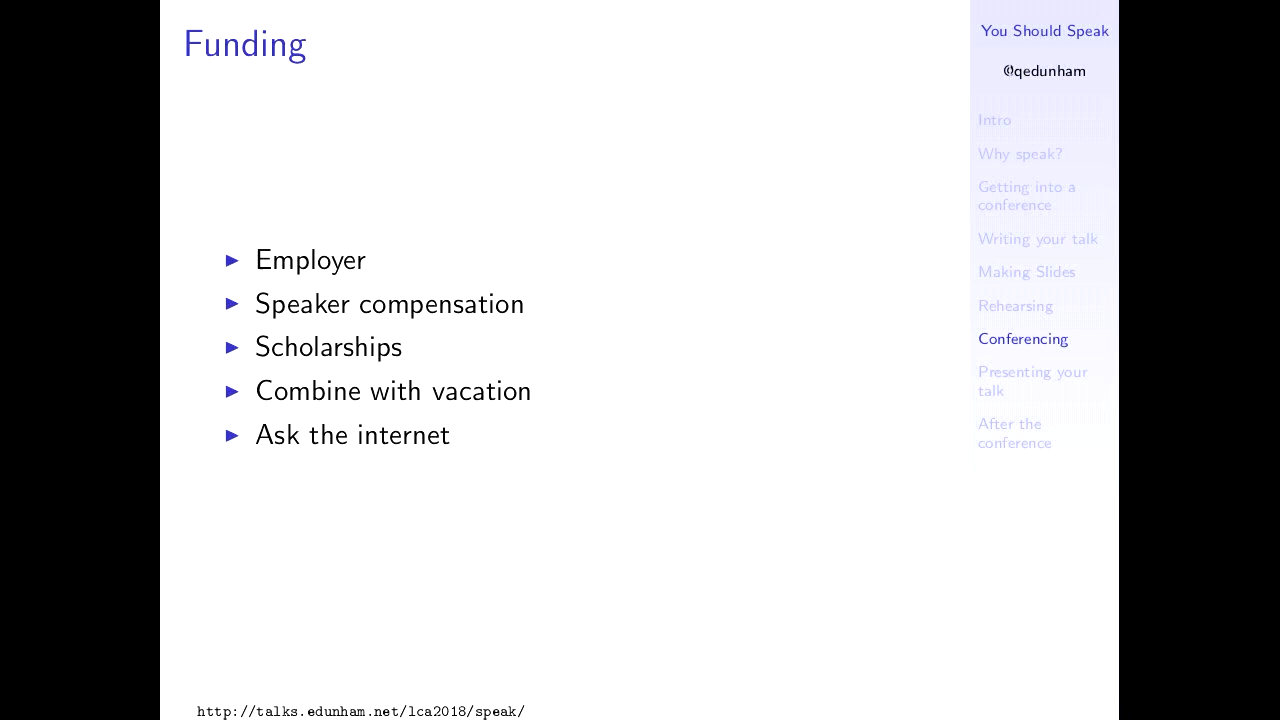 Funding
Employer
Speaker compensation
Scholarships
Combine with vacation
Ask the internet
http://talks.edunham.net/lca2018/speak/
You Should Speak
@qedunham
Intro
Why speak?
Getting into a
conference
Writing your talk
Making Slides
Rehearsing
Conferencing
Presenting your
talk
After the
conference